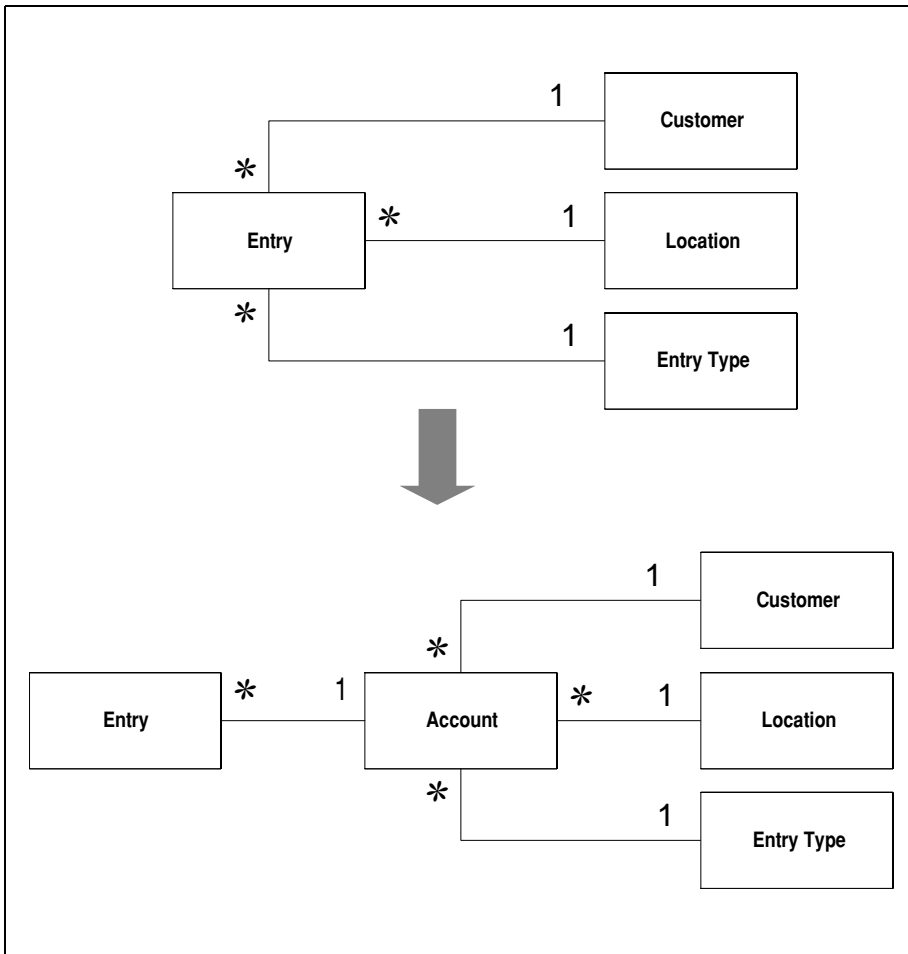 1
Customer
*
Entry
*
1
Location
*
1
Entry Type
1
Customer
*
Entry
*
1
Account
*
1
Location
*
1
Entry Type